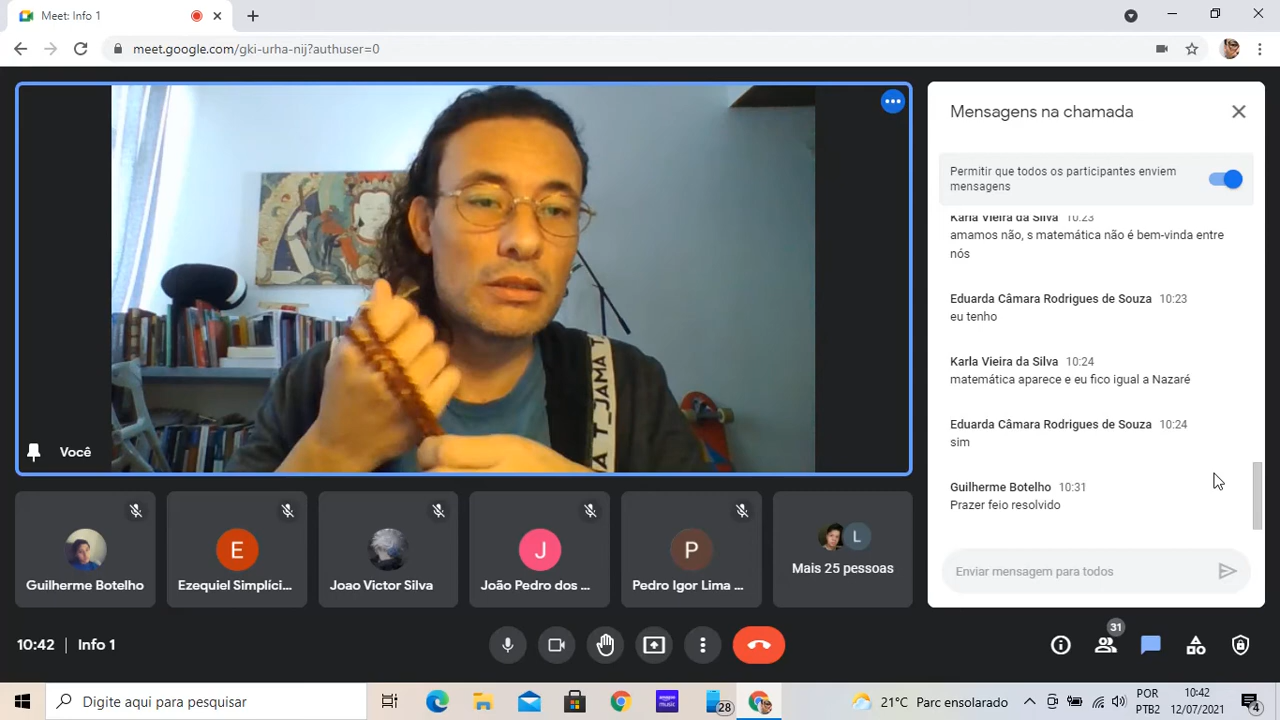 Meet: Info 1
meet.google.com/gki-urha-nij?authuser=0
A T_JAMA T
Você
Mensagens na chamada
Permitir que todos os participantes enviem
mensagens
Karla Vieira da Silva 10:23
amamos não, s matemática não é bem-vinda entre
nós
Eduarda Câmara Rodrigues de Souza 10:23
eu tenho
Karla Vieira da Silva 10:24
matemática aparece e eu fico igual a Nazaré
Eduarda Câmara Rodrigues de Souza 10:24
sim
Guilherme Botelho 10:31
Prazer feio resolvido
Enviar mensagem para todos
Guilherme Botelho
E
Ezequiel Simplíci...
Joao Victor Silva
J
João Pedro dos ...
P
Pedro Igor Lima ...
L
Mais 25 pessoas
10:42 | Info 1
31
Digite aqui para pesquisar
amazon music
28
21°C Parc ensolarado
POR
PTB2
10:42
12/07/2021
4